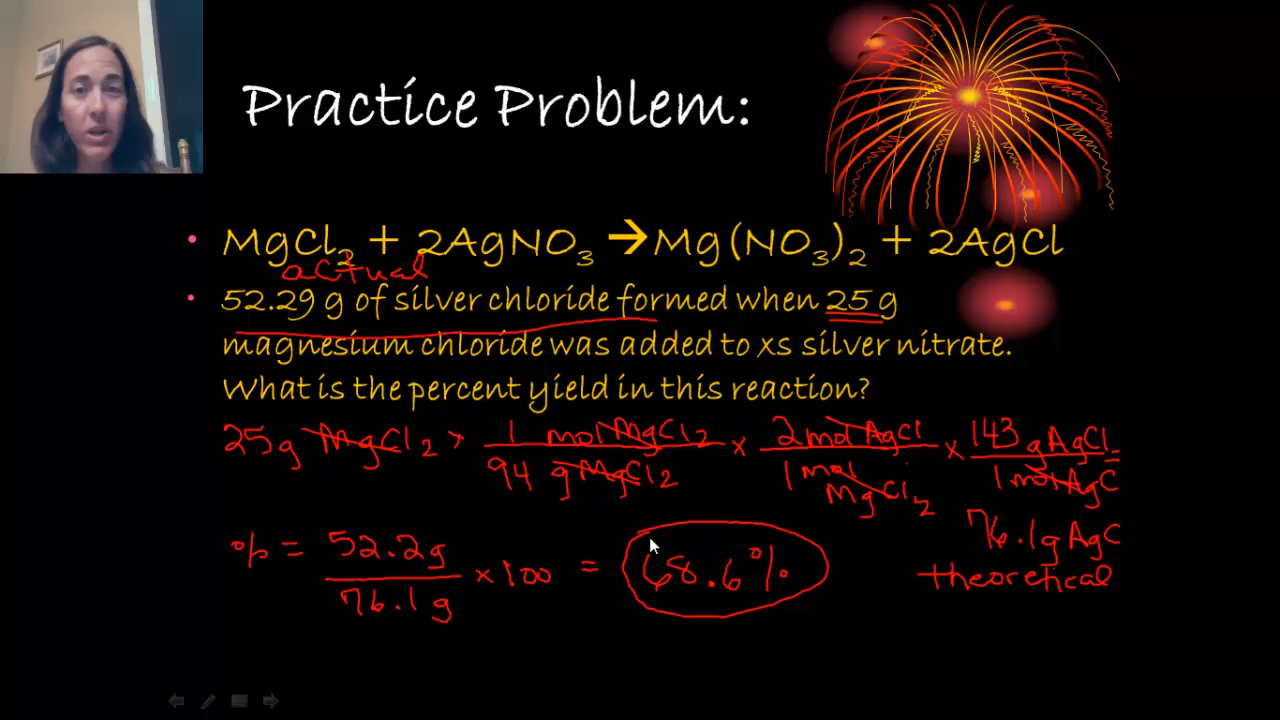 Practice Problem:
• MgCl₂ + 2AgNO₃ → Mg(NO₃)₂ + 2AgCl
actual
• 52.29 g of silver chloride formed when 25 g
magnesium chloride was added to xs silver nitrate.
What is the percent yield in this reaction?
25g MgCl₂ × 1 mol MgCl₂ / 94 g MgCl₂ × 2 mol AgCl / 1 mol MgCl₂ × 143 g AgCl / 1 mol AgC
76.1g AgC
theoretical
% = 52.2g / 76.1 g × 100 = 68.6%